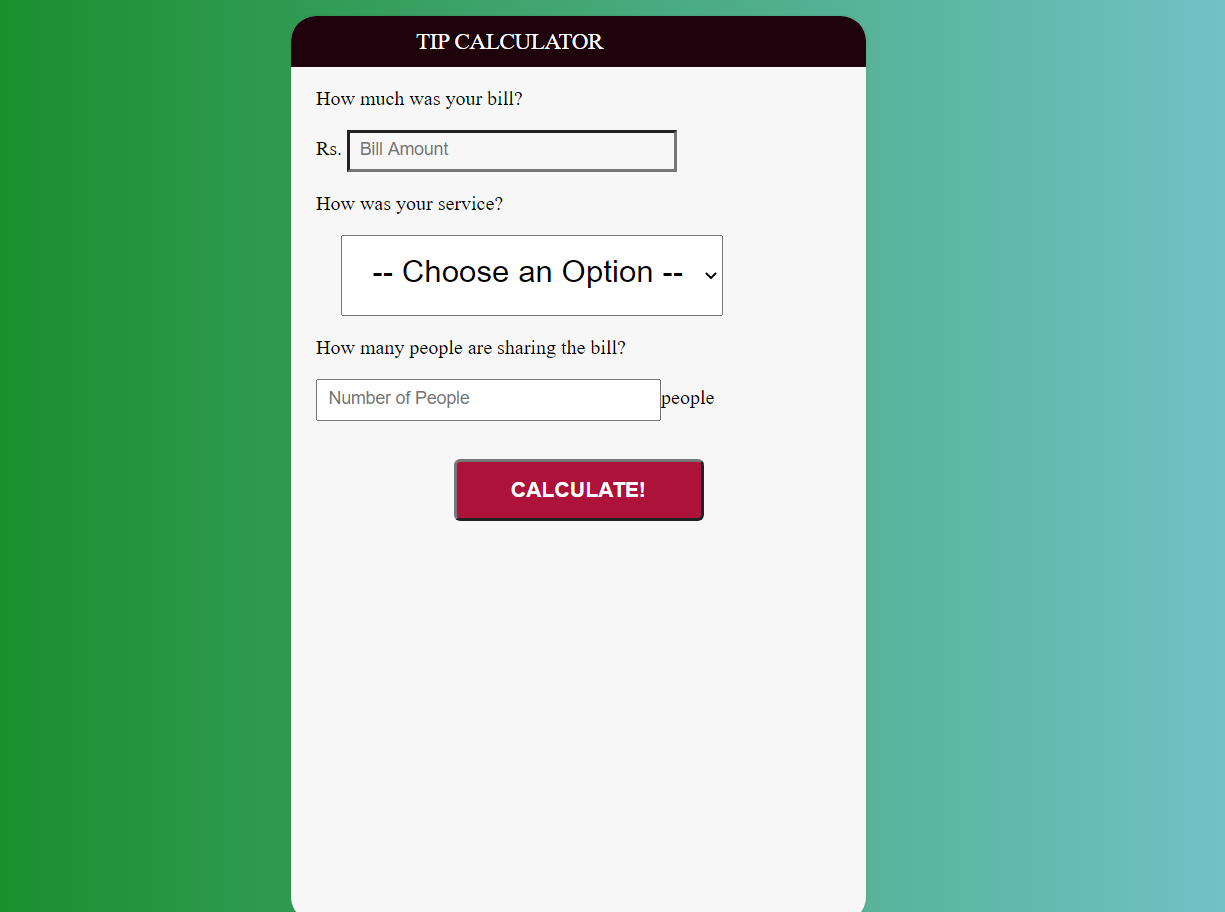 TIP CALCULATOR
How much was your bill?
Rs. Bill Amount
How was your service?
-- Choose an Option --
How many people are sharing the bill?
Number of People people
CALCULATE!